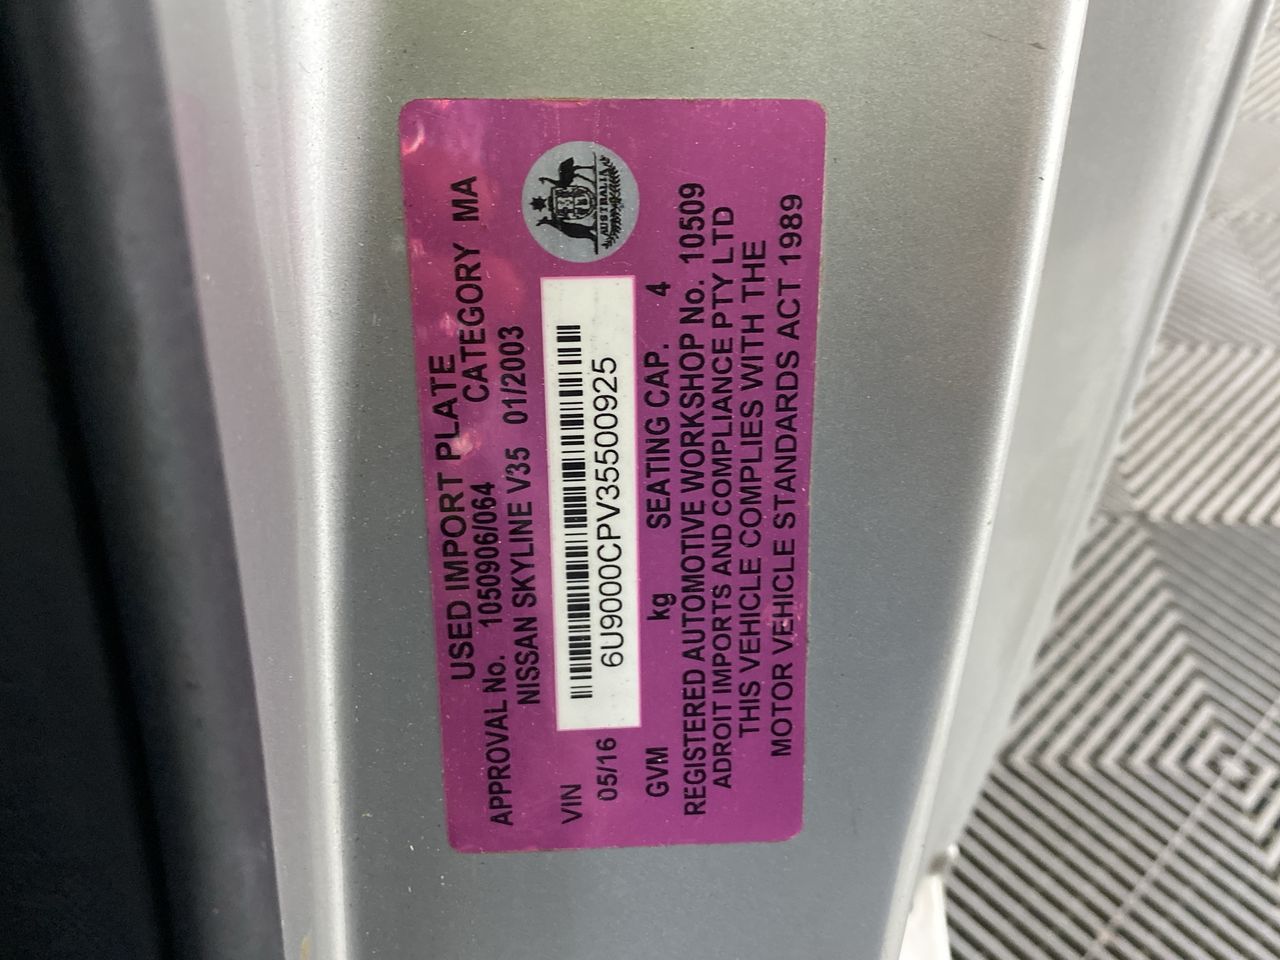 USED IMPORT PLATE
APPROVAL No. 1050906/064 CATEGORY MA
NISSAN SKYLINE V35 01/2003
AUSTRALIA
VIN
05/16 6U9000CPV35500925
GVM kg SEATING CAP. 4
REGISTERED AUTOMOTIVE WORKSHOP No. 10509
ADROIT IMPORTS AND COMPLIANCE PTY LTD
THIS VEHICLE COMPLIES WITH THE
MOTOR VEHICLE STANDARDS ACT 1989